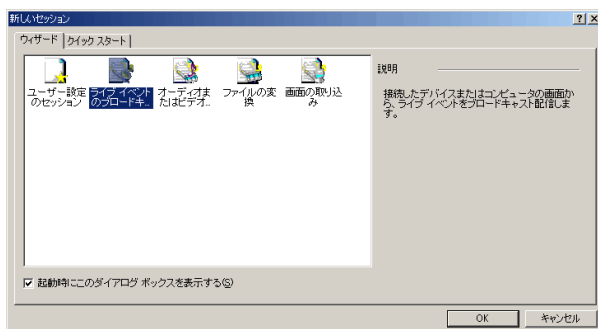 新しいセッション
ウィザード クイック スタート
ユーザー設定
のセッション
ライブ イベント
のブロードキ...
オーディオま
たはビデオ...
ファイルの変
換
画面の取り込
み
説明
接続したデバイスまたはコンピュータの画面か
ら、ライブ イベントをブロードキャスト配信しま
す。
起動時にこのダイアログ ボックスを表示する(S)
OK キャンセル